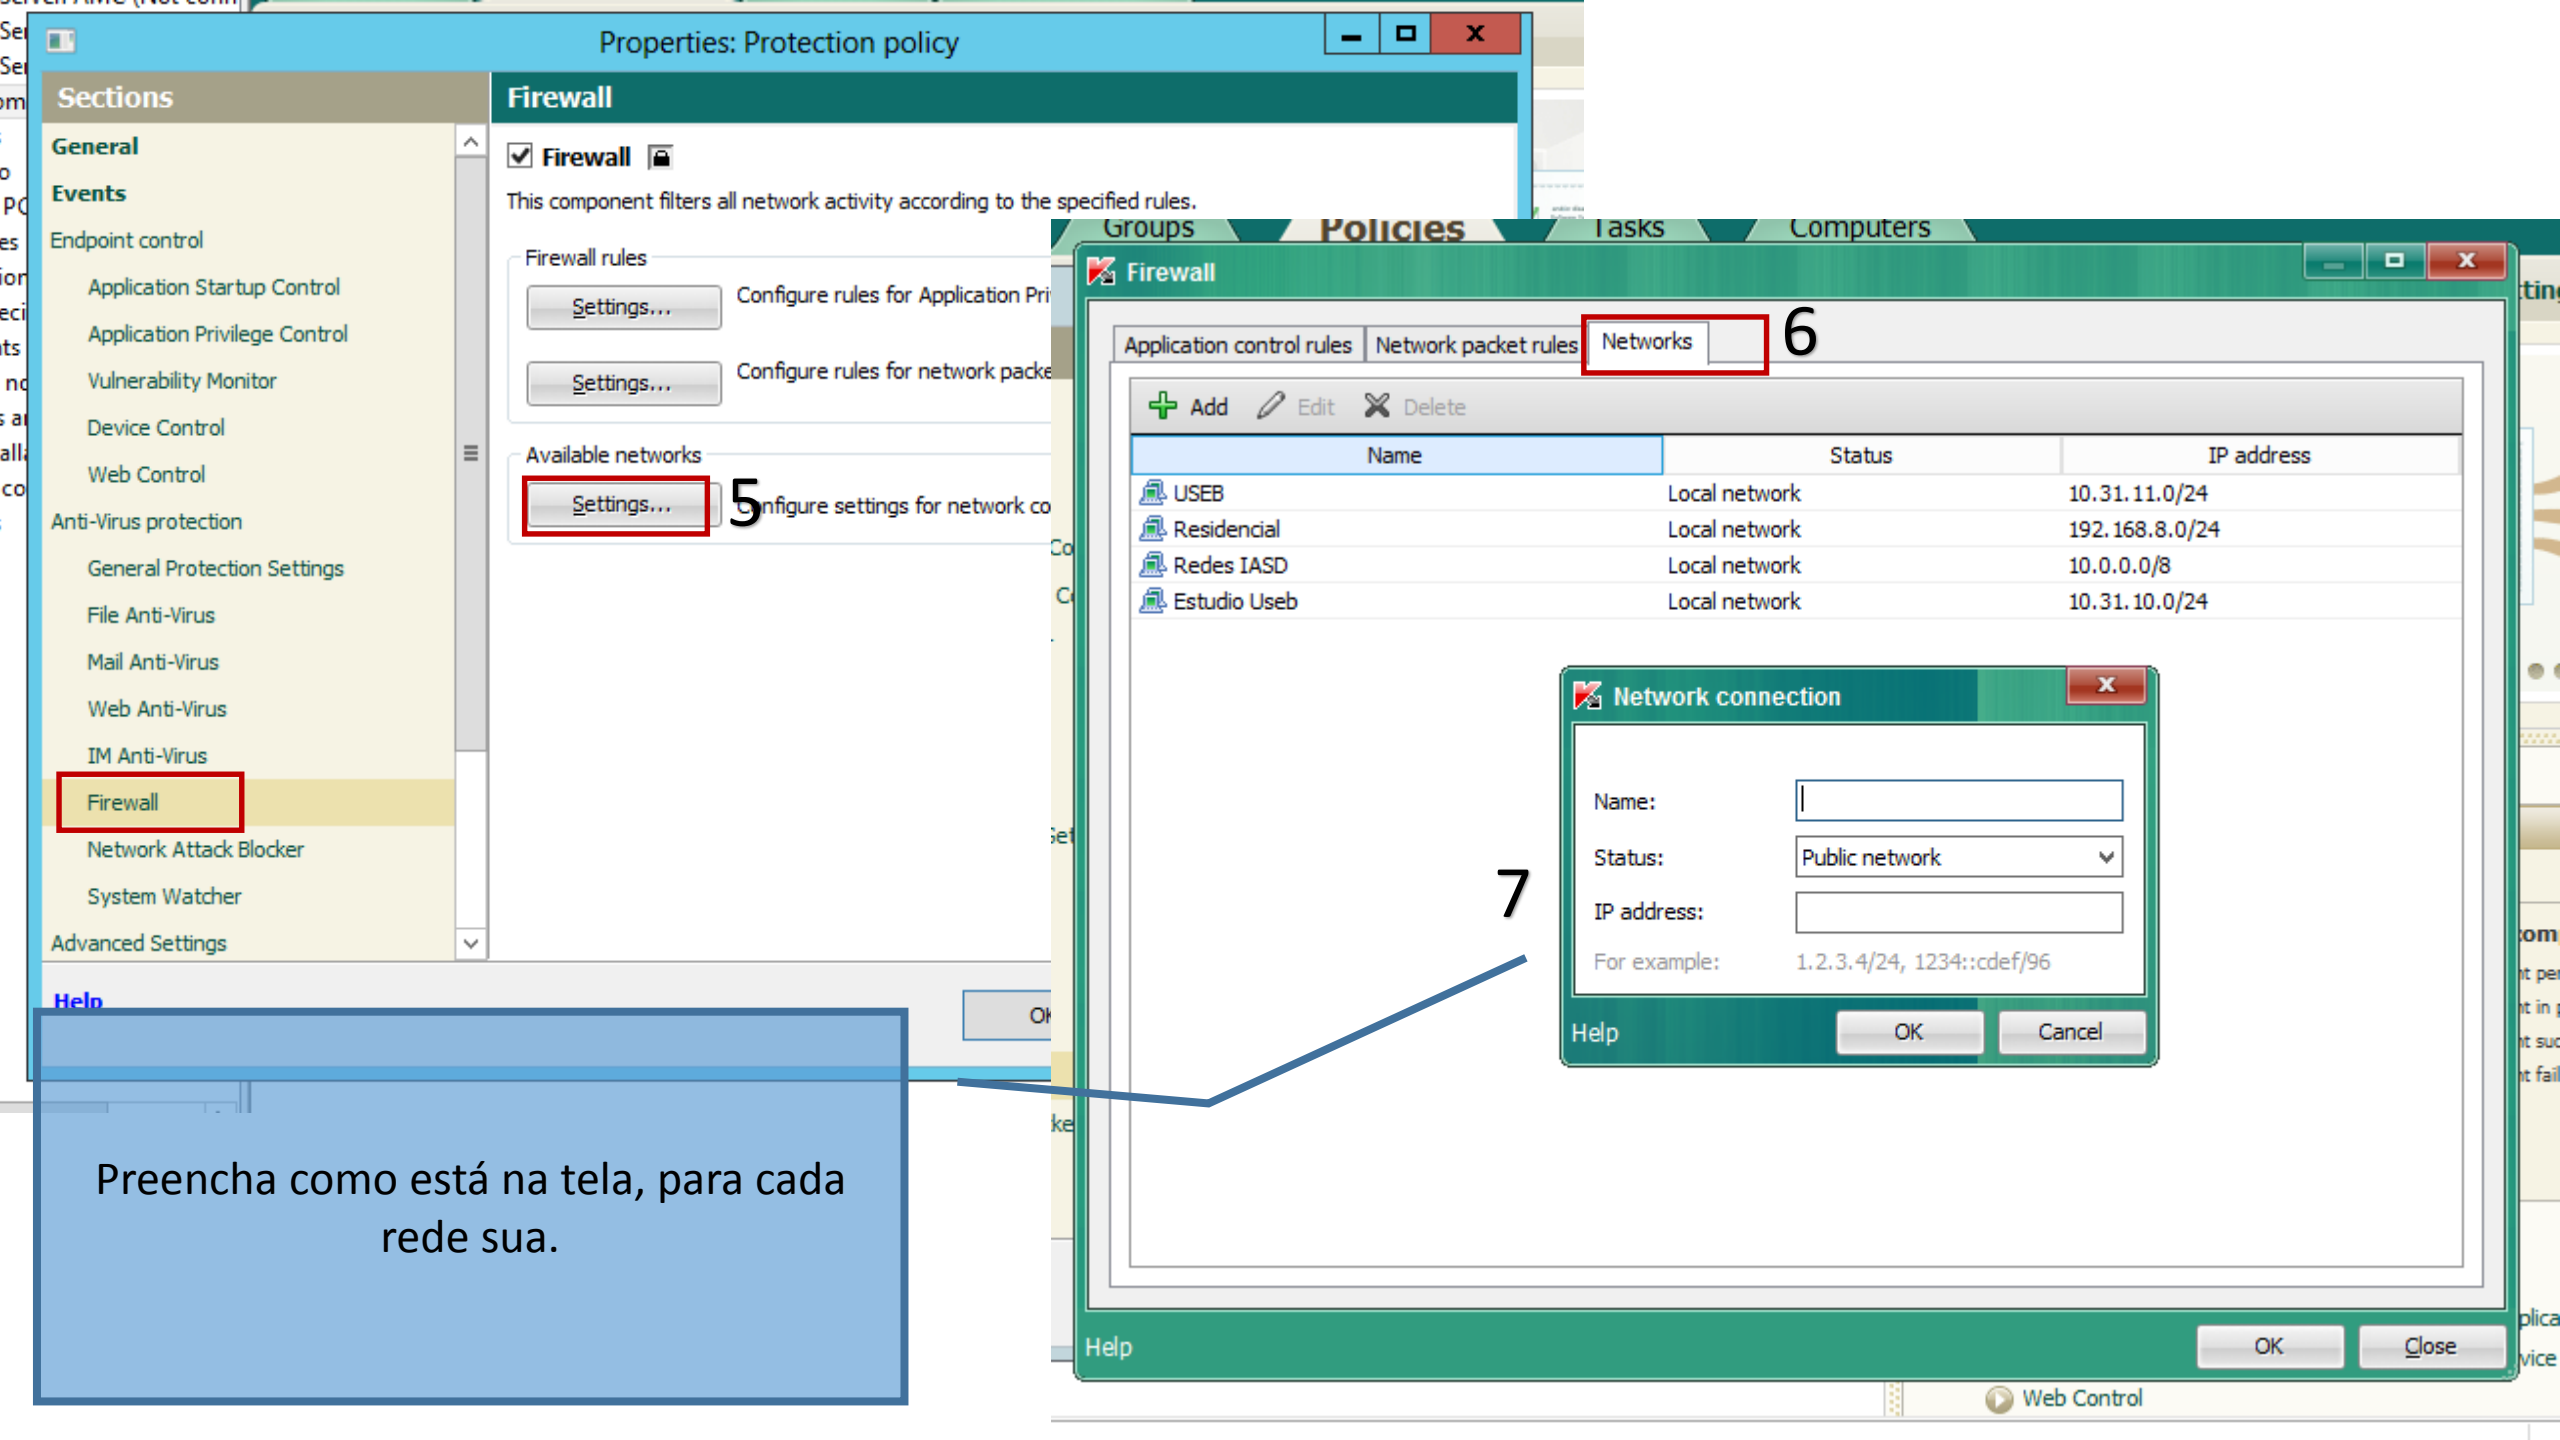 Properties: Protection policy
Sections
General
Events
Endpoint control
Application Startup Control
Application Privilege Control
Vulnerability Monitor
Device Control
Web Control
Anti-Virus protection
General Protection Settings
File Anti-Virus
Mail Anti-Virus
Web Anti-Virus
IM Anti-Virus
Firewall
Network Attack Blocker
System Watcher
Advanced Settings
Help
Firewall
Firewall
This component filters all network activity according to the specified rules.
Firewall rules
Settings... Configure rules for Application Pri
Settings... Configure rules for network packe
Available networks
Settings... 5 Configure settings for network co
OK
Groups Policies Tasks Computers
Firewall
Application control rules Network packet rules Networks 6
Add Edit Delete
Name Status IP address
USEB Local network 10.31.11.0/24
Residencial Local network 192.168.8.0/24
Redes IASD Local network 10.0.0.0/8
Estudio Useb Local network 10.31.10.0/24
7
Network connection
Name:
Status: Public network
IP address:
For example: 1.2.3.4/24, 1234::cdef/96
Help OK Cancel
Help OK Close
Web Control
Preencha como está na tela, para cada
rede sua.